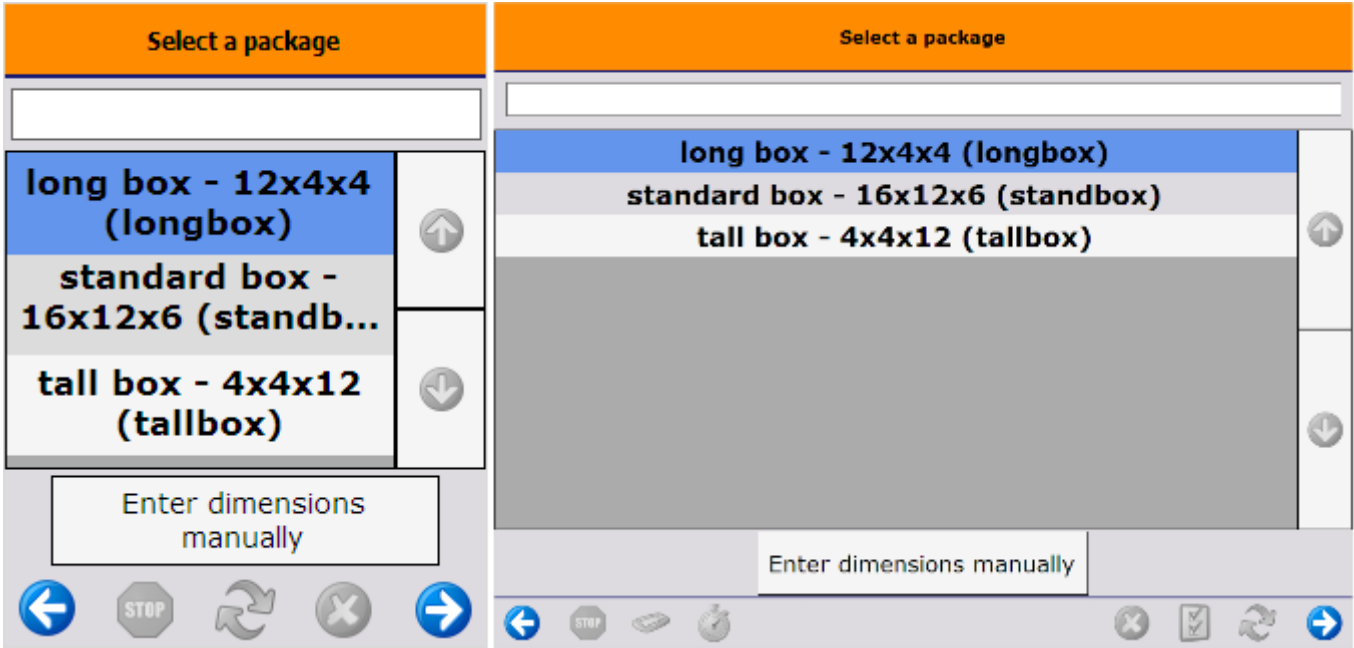 Select a package
long box - 12x4x4
(longbox)
standard box -
16x12x6 (standb...
tall box - 4x4x12
(tallbox)
Enter dimensions
manually
STOP
Select a package
long box - 12x4x4 (longbox)
standard box - 16x12x6 (standbox)
tall box - 4x4x12 (tallbox)
Enter dimensions manually
STOP